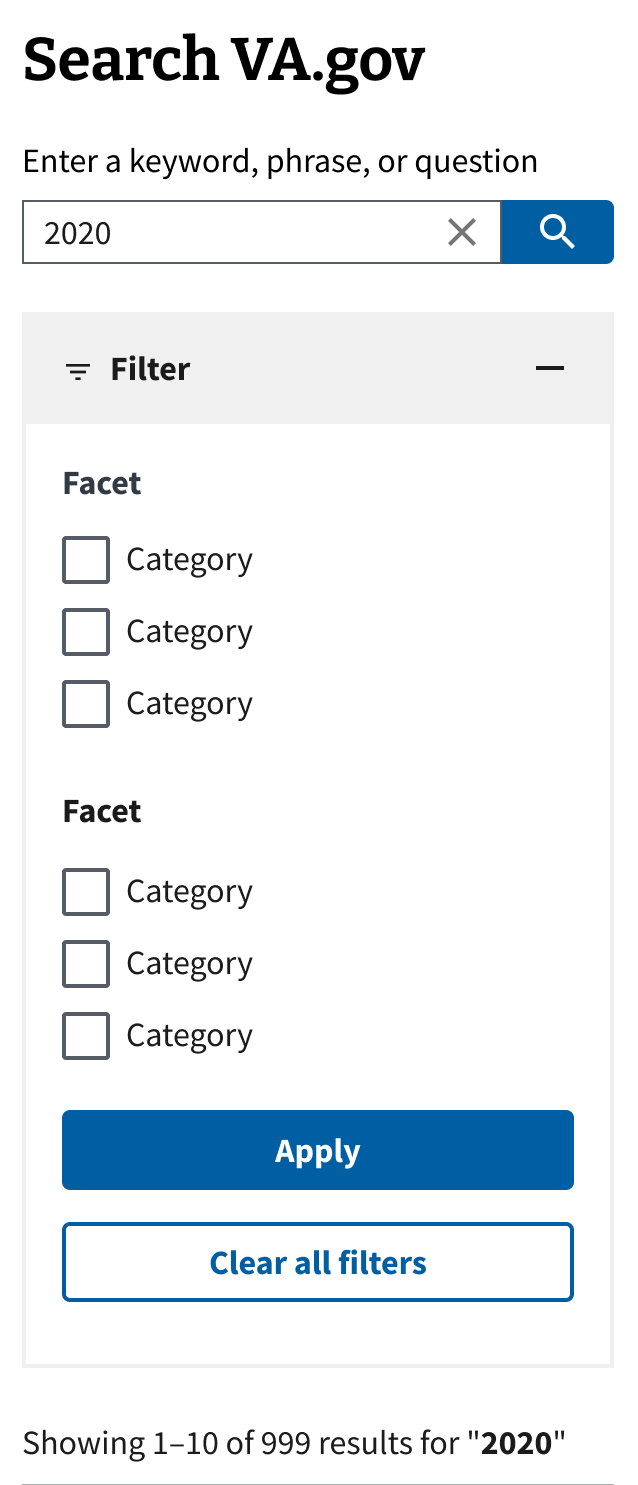 Search VA.gov
Enter a keyword, phrase, or question
2020
Filter
Facet
Category
Category
Category
Facet
Category
Category
Category
Apply
Clear all filters
Showing 1–10 of 999 results for "2020"